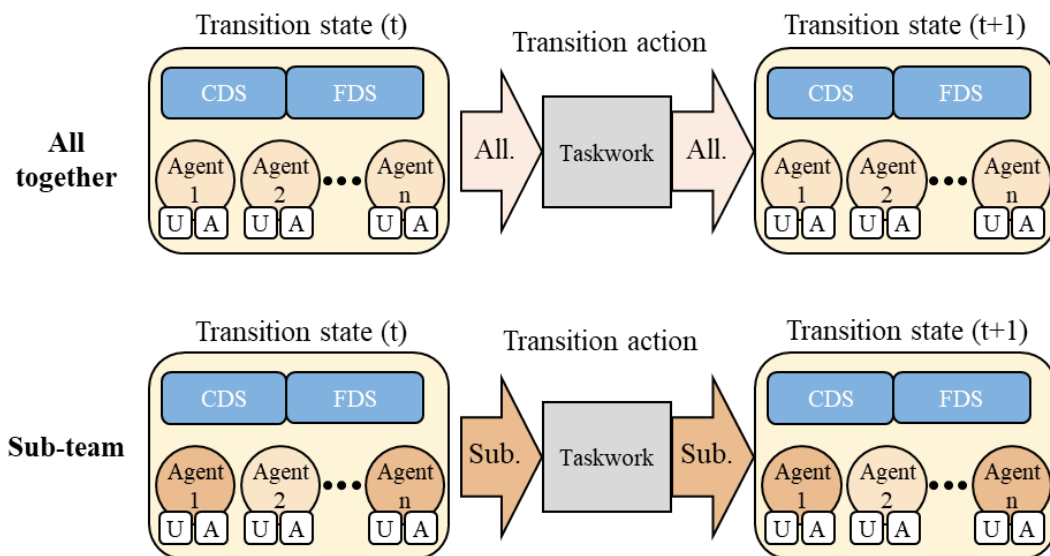 Transition state (t)
Transition action
Transition state (t+1)
CDS
FDS
CDS
FDS
All
together
All.
Taskwork
All.
Agent
1
Agent
2
Agent
n
Agent
1
Agent
2
Agent
n
U
A
U
A
U
A
U
A
U
A
U
A
Transition state (t)
Transition action
Transition state (t+1)
CDS
FDS
CDS
FDS
Sub-team
Sub.
Taskwork
Sub.
Agent
1
Agent
2
Agent
n
Agent
1
Agent
2
Agent
n
U
A
U
A
U
A
U
A
U
A
U
A